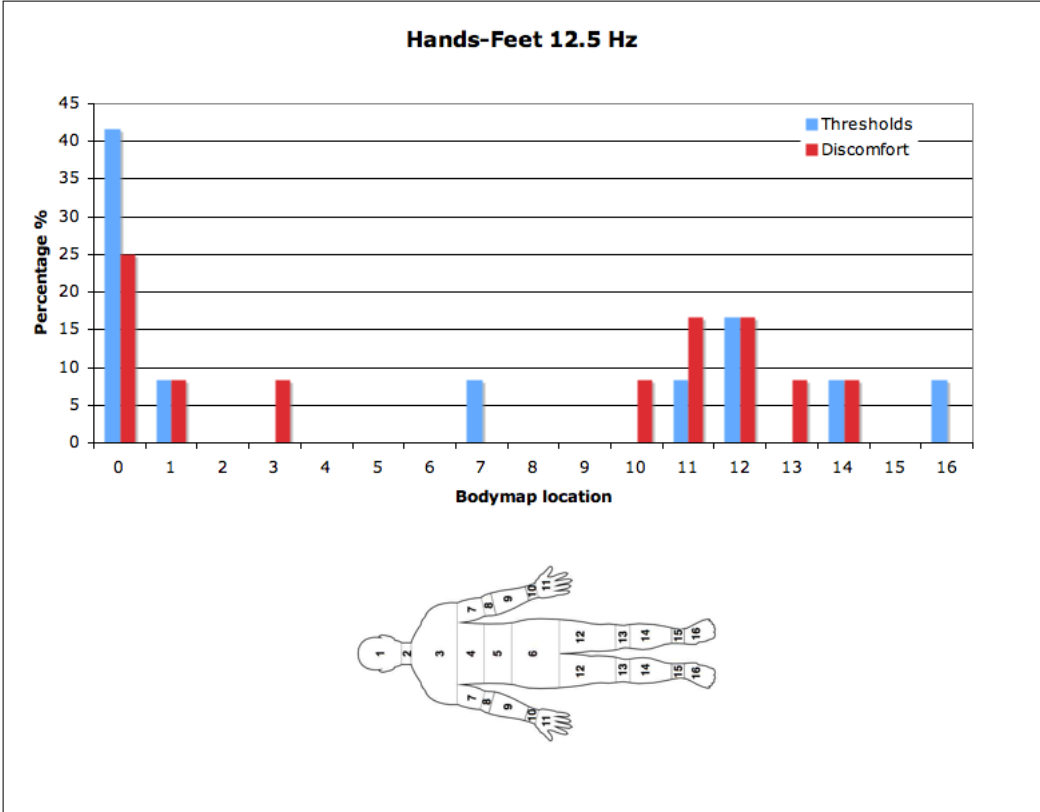 Hands-Feet 12.5 Hz
Thresholds
Discomfort
Percentage %
45
40
35
30
25
20
15
10
5
0
0 1 2 3 4 5 6 7 8 9 10 11 12 13 14 15 16
Bodymap location
7 8 9 10 11
1 2 3 4 5 6 12 13 14 15 16
12 13 14 15 16
7 8 9 10 11